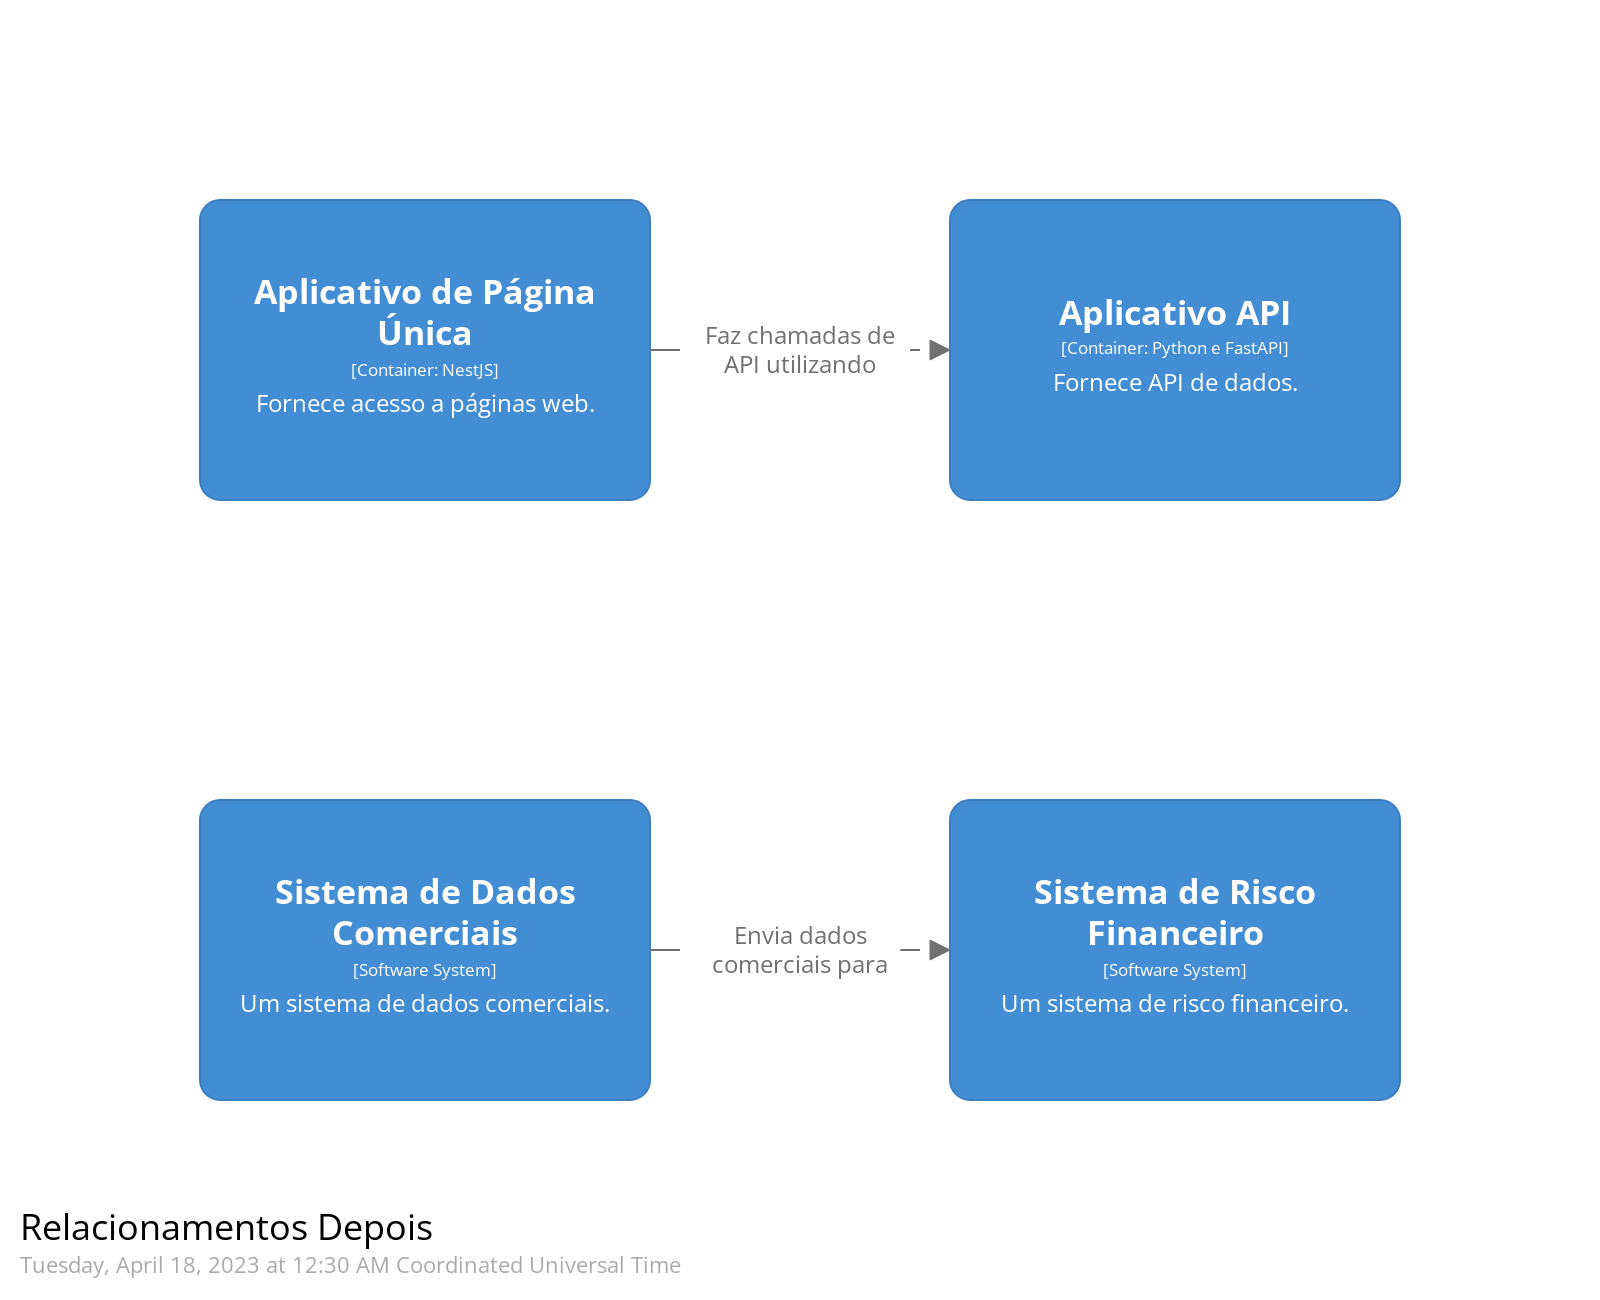 Aplicativo de Página
Única
[Container: NestJS]
Fornece acesso a páginas web.
Faz chamadas de
API utilizando
Aplicativo API
[Container: Python e FastAPI]
Fornece API de dados.
Sistema de Dados
Comerciais
[Software System]
Um sistema de dados comerciais.
Envia dados
comerciais para
Sistema de Risco
Financeiro
[Software System]
Um sistema de risco financeiro.
Relacionamentos Depois
Tuesday, April 18, 2023 at 12:30 AM Coordinated Universal Time